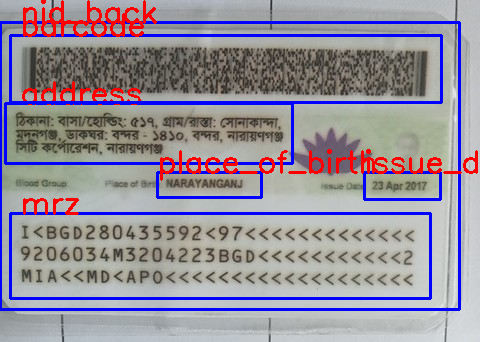 nid_back
barcode
address
ঠিকানা: বাসা/হোল্ডিং: ৫১৭, গ্রাম/রাস্তা: সোনাকান্দা,
মদনগঞ্জ, ডাকঘর: বন্দর - ১৪১০, বন্দর, নারায়ণগঞ্জ
সিটি কর্পোরেশন, নারায়ণগঞ্জ
place_of_birth issue_d
Blood Group Place of Birth NARAYANGANJ Issue Date 23 Apr 2017
mrz
I<BGD280435592<97<<<<<<<<<<<<<
9206034M3204223BGD<<<<<<<<<<<2
MIA<<MD<APO<<<<<<<<<<<<<<<<<<<